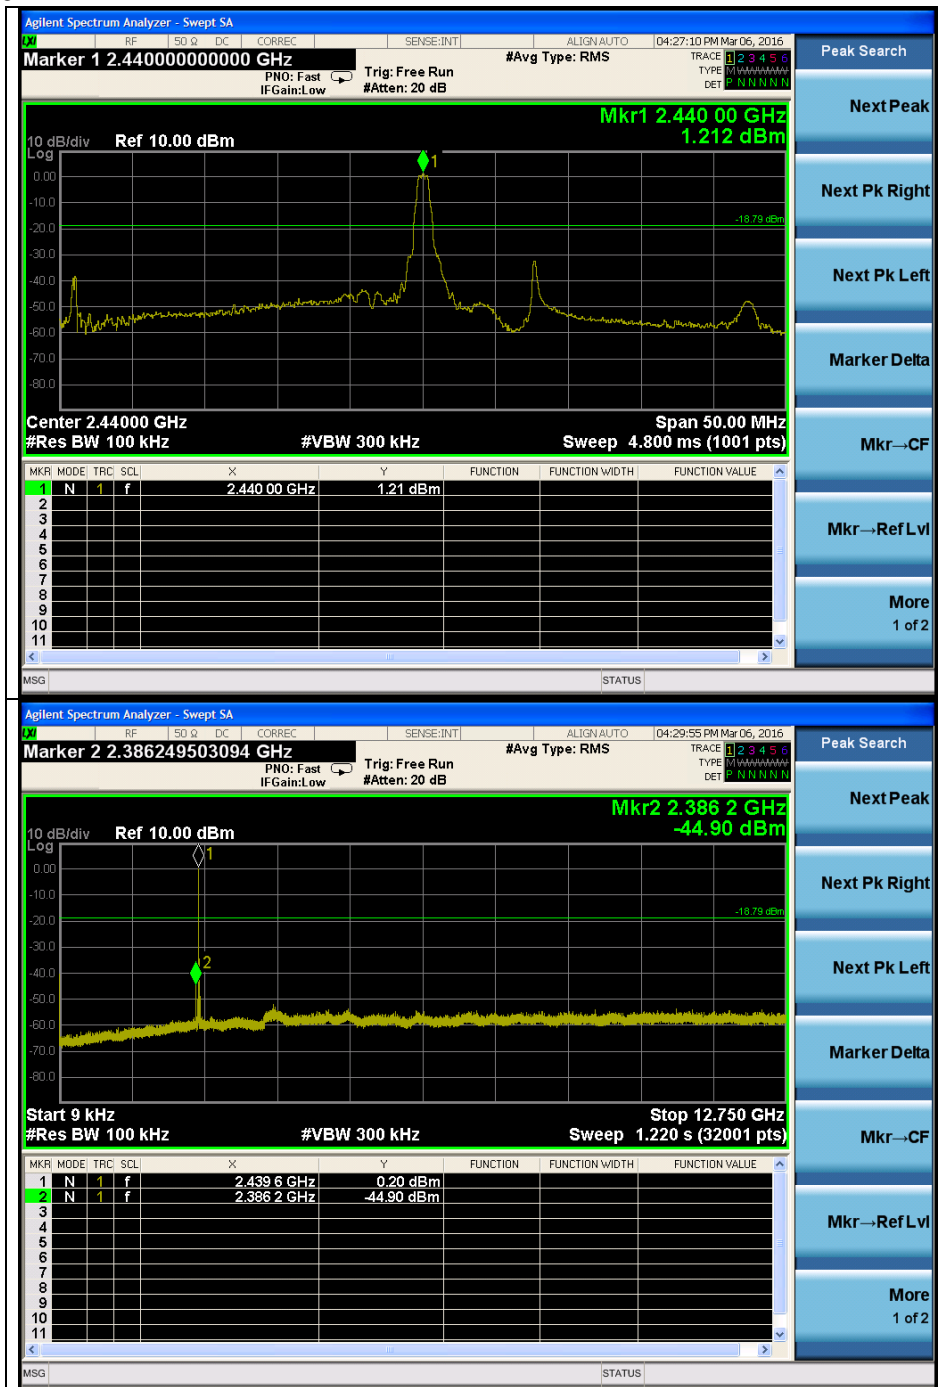 Agilent Spectrum Analyzer - Swept SA
LXI RF 50 Ω DC CORREC SENSE:INT ALIGN AUTO 04:27:10 PM Mar 06, 2016
Marker 1 2.440000000000 GHz #Avg Type: RMS TRACE 1 2 3 4 5 6
PNO: Fast Trig: Free Run TYPE M WWWWW
IFGain:Low #Atten: 20 dB DET P N N N N N
Peak Search
Next Peak
Next Pk Right
Next Pk Left
Marker Delta
Mkr→CF
Mkr→Ref Lvl
More
1 of 2
Mkr1 2.440 00 GHz
1.212 dBm
10 dB/div Ref 10.00 dBm
Log
1
0.00
-10.0
-18.79 dBm
-20.0
-30.0
-40.0
-50.0
-60.0
-70.0
-80.0
Center 2.44000 GHz Span 50.00 MHz
#Res BW 100 kHz #VBW 300 kHz Sweep 4.800 ms (1001 pts)
MKR MODE TRC SCL X Y FUNCTION FUNCTION WIDTH FUNCTION VALUE
1 N 1 f 2.440 00 GHz 1.21 dBm
2
3
4
5
6
7
8
9
10
11
MSG STATUS
Agilent Spectrum Analyzer - Swept SA
LXI RF 50 Ω DC CORREC SENSE:INT ALIGN AUTO 04:29:55 PM Mar 06, 2016
Marker 2 2.386249503094 GHz #Avg Type: RMS TRACE 1 2 3 4 5 6
PNO: Fast Trig: Free Run TYPE M WWWWW
IFGain:Low #Atten: 20 dB DET P N N N N N
Peak Search
Next Peak
Next Pk Right
Next Pk Left
Marker Delta
Mkr→CF
Mkr→Ref Lvl
More
1 of 2
Mkr2 2.386 2 GHz
-44.90 dBm
10 dB/div Ref 10.00 dBm
Log
1
0.00
-10.0
-18.79 dBm
-20.0
-30.0
2
-40.0
-50.0
-60.0
-70.0
-80.0
Start 9 kHz Stop 12.750 GHz
#Res BW 100 kHz #VBW 300 kHz Sweep 1.220 s (32001 pts)
MKR MODE TRC SCL X Y FUNCTION FUNCTION WIDTH FUNCTION VALUE
1 N 1 f 2.439 6 GHz 0.20 dBm
2 N 1 f 2.386 2 GHz -44.90 dBm
3
4
5
6
7
8
9
10
11
MSG STATUS